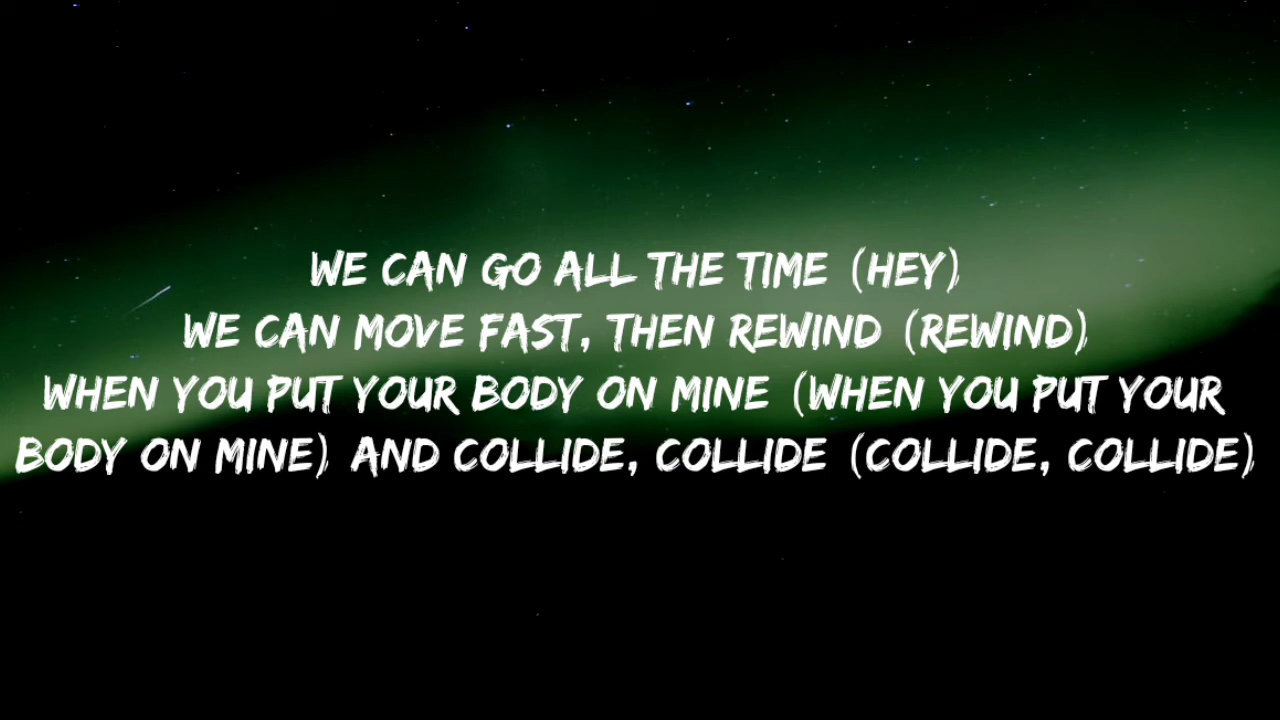 WE CAN GO ALL THE TIME (HEY)
WE CAN MOVE FAST, THEN REWIND (REWIND)
WHEN YOU PUT YOUR BODY ON MINE (WHEN YOU PUT YOUR
BODY ON MINE) AND COLLIDE, COLLIDE (COLLIDE, COLLIDE)